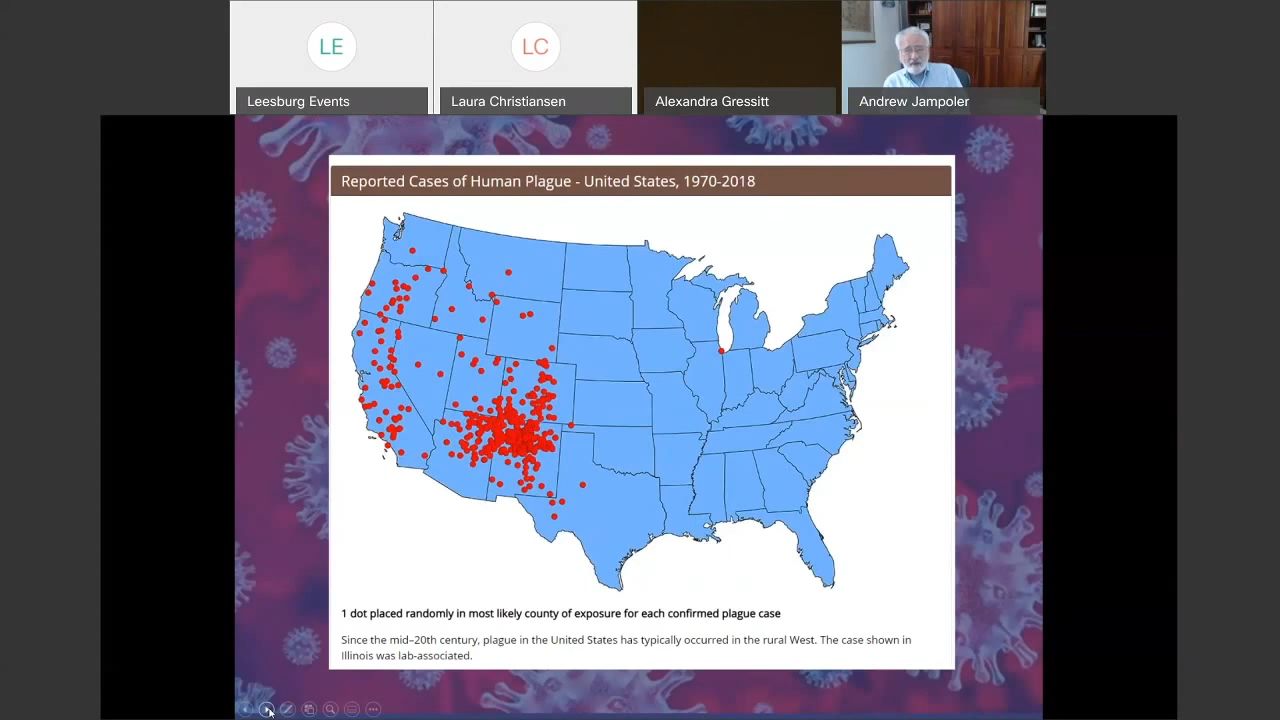 LE
LC
Leesburg Events
Laura Christiansen
Alexandra Gressitt
Andrew Jampoler
Reported Cases of Human Plague - United States, 1970-2018
1 dot placed randomly in most likely county of exposure for each confirmed plague case
Since the mid–20th century, plague in the United States has typically occurred in the rural West. The case shown in
Illinois was lab-associated.